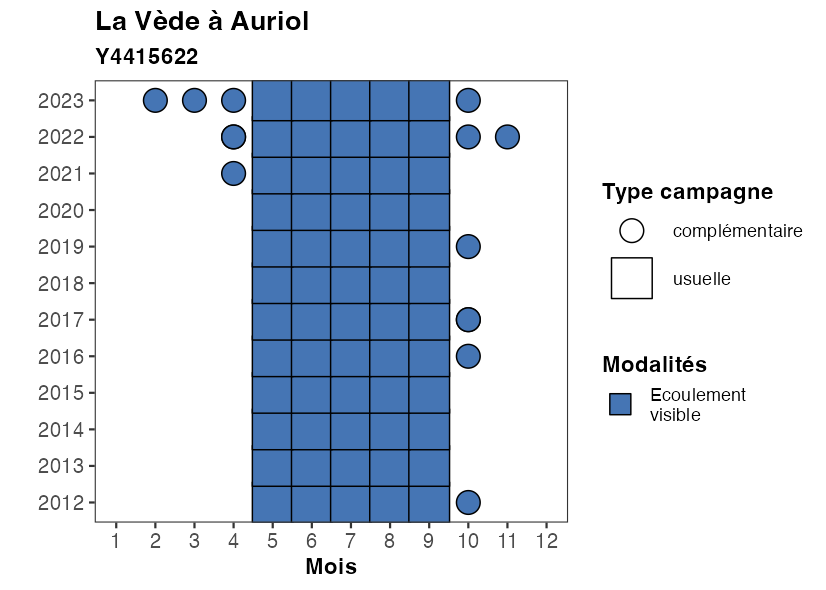 La Vède à Auriol
Y4415622
2023
2022
2021
2020
2019
2018
2017
2016
2015
2014
2013
2012
1 2 3 4 5 6 7 8 9 10 11 12
Mois
Type campagne
complémentaire
usuelle
Modalités
Ecoulement
visible